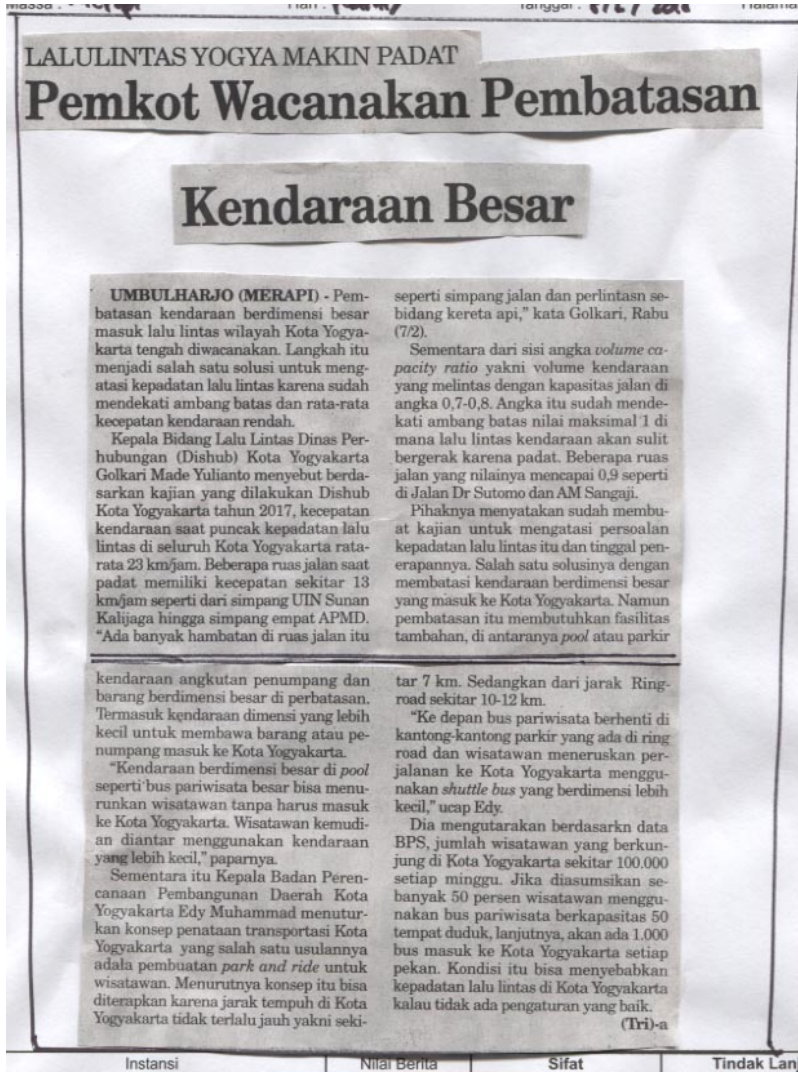 Massa :
Hari :
Tanggal :
Halama
LALULINTAS YOGYA MAKIN PADAT
Pemkot Wacanakan Pembatasan
Kendaraan Besar
UMBULHARJO (MERAPI) - Pem-
batasan kendaraan berdimensi besar
masuk lalu lintas wilayah Kota Yogya-
karta tengah diwacanakan. Langkah itu
menjadi salah satu solusi untuk meng-
atasi kepadatan lalu lintas karena sudah
mendekati ambang batas dan rata-rata
kecepatan kendaraan rendah.
Kepala Bidang Lalu Lintas Dinas Per-
hubungan (Dishub) Kota Yogyakarta
Golkari Made Yulianto menyebut berda-
sarkan kajian yang dilakukan Dishub
Kota Yogyakarta tahun 2017, kecepatan
kendaraan saat puncak kepadatan lalu
lintas di seluruh Kota Yogyakarta rata-
rata 23 km/jam. Beberapa ruas jalan saat
padat memiliki kecepatan sekitar 13
km/jam seperti dari simpang UIN Sunan
Kalijaga hingga simpang empat APMD.
“Ada banyak hambatan di ruas jalan itu
seperti simpang jalan dan perlintasn se-
bidang kereta api,” kata Golkari, Rabu
(7/2).
Sementara dari sisi angka volume ca-
pacity ratio yakni volume kendaraan
yang melintas dengan kapasitas jalan di
angka 0,7-0,8. Angka itu sudah mende-
kati ambang batas nilai maksimal 1 di
mana lalu lintas kendaraan akan sulit
bergerak karena padat. Beberapa ruas
jalan yang nilainya mencapai 0,9 seperti
di Jalan Dr Sutomo dan AM Sangaji.
Pihaknya menyatakan sudah membu-
at kajian untuk mengatasi persoalan
kepadatan lalu lintas itu dan tinggal pen-
erapannya. Salah satu solusinya dengan
membatasi kendaraan berdimensi besar
yang masuk ke Kota Yogyakarta. Namun
pembatasan itu membutuhkan fasilitas
tambahan, di antaranya pool atau parkir
kendaraan angkutan penumpang dan
barang berdimensi besar di perbatasan.
Termasuk kendaraan dimensi yang lebih
kecil untuk membawa barang atau pe-
numpang masuk ke Kota Yogyakarta.
“Kendaraan berdimensi besar di pool
seperti bus pariwisata besar bisa menu-
runkan wisatawan tanpa harus masuk
ke Kota Yogyakarta. Wisatawan kemudi-
an diantar menggunakan kendaraan
yang lebih kecil,” paparnya.
Sementara itu Kepala Badan Peren-
canaan Pembangunan Daerah Kota
Yogyakarta Edy Muhammad menutur-
kan konsep penataan transportasi Kota
Yogyakarta yang salah satu usulannya
adala pembuatan park and ride untuk
wisatawan. Menurutnya konsep itu bisa
diterapkan karena jarak tempuh di Kota
Yogyakarta tidak terlalu jauh yakni seki-
tar 7 km. Sedangkan dari jarak Ring-
road sekitar 10-12 km.
“Ke depan bus pariwisata berhenti di
kantong-kantong parkir yang ada di ring
road dan wisatawan meneruskan per-
jalanan ke Kota Yogyakarta menggu-
nakan shuttle bus yang berdimensi lebih
kecil,” ucap Edy.
Dia mengutarakan berdasarkn data
BPS, jumlah wisatawan yang berkun-
jung di Kota Yogyakarta sekitar 100.000
setiap minggu. Jika diasumsikan se-
banyak 50 persen wisatawan menggu-
nakan bus pariwisata berkapasitas 50
tempat duduk, lanjutnya, akan ada 1.000
bus masuk ke Kota Yogyakarta setiap
pekan. Kondisi itu bisa menyebabkan
kepadatan lalu lintas di Kota Yogyakarta
kalau tidak ada pengaturan yang baik.
(Tri)-a
Instansi
Nilai Berita
Sifat
Tindak Lanj